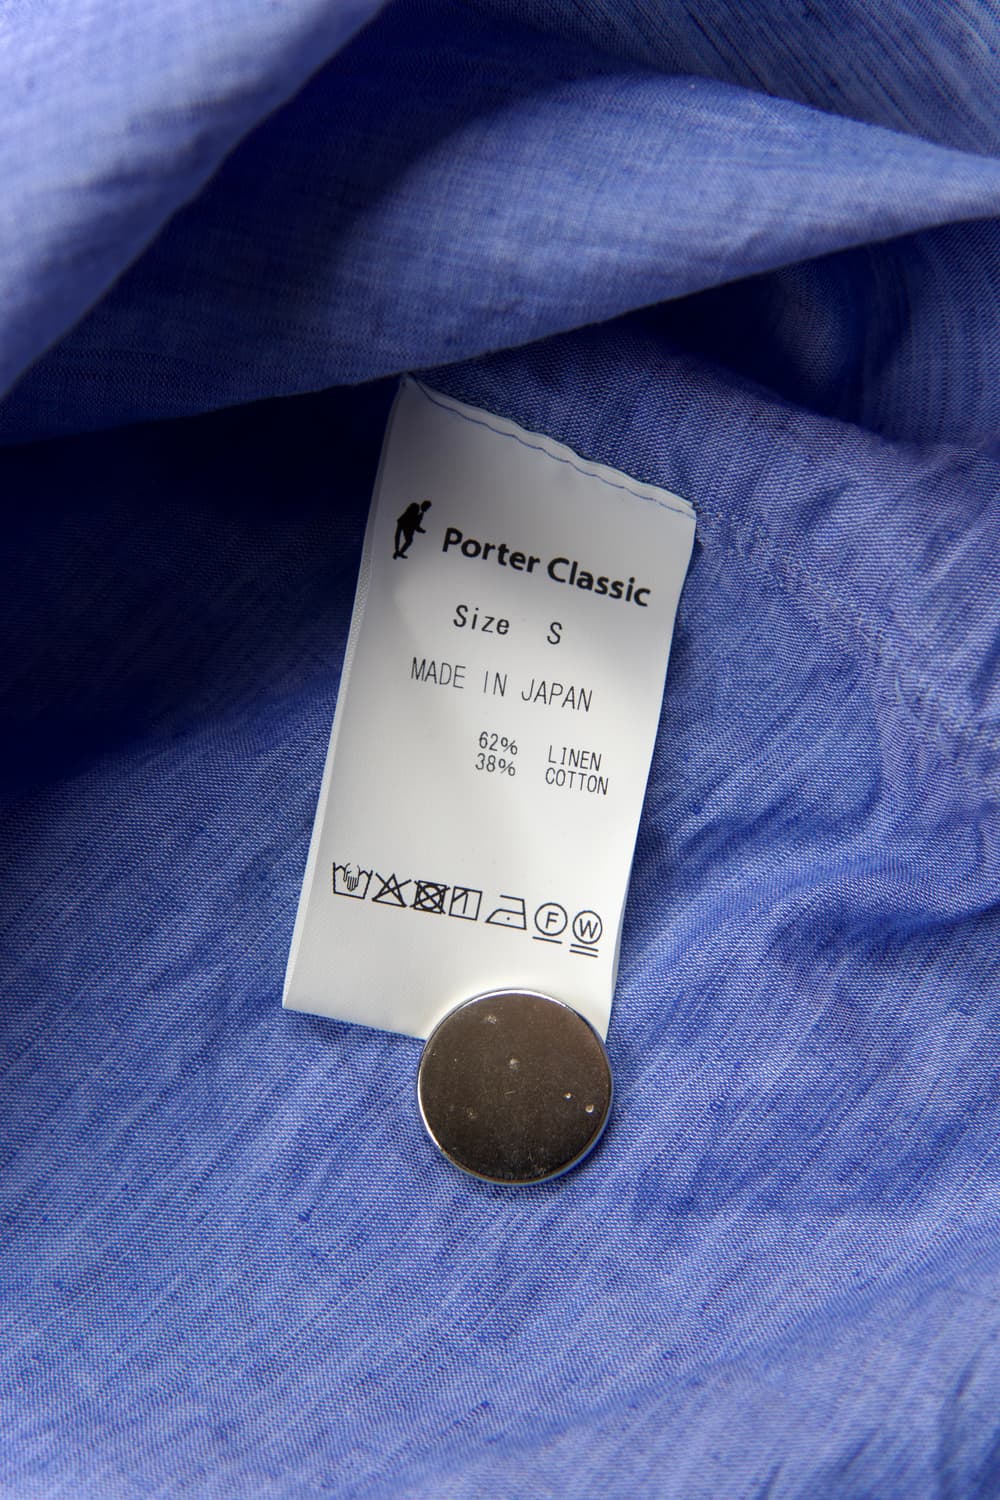 Porter Classic
Size S
MADE IN JAPAN
62% LINEN
38% COTTON
F W